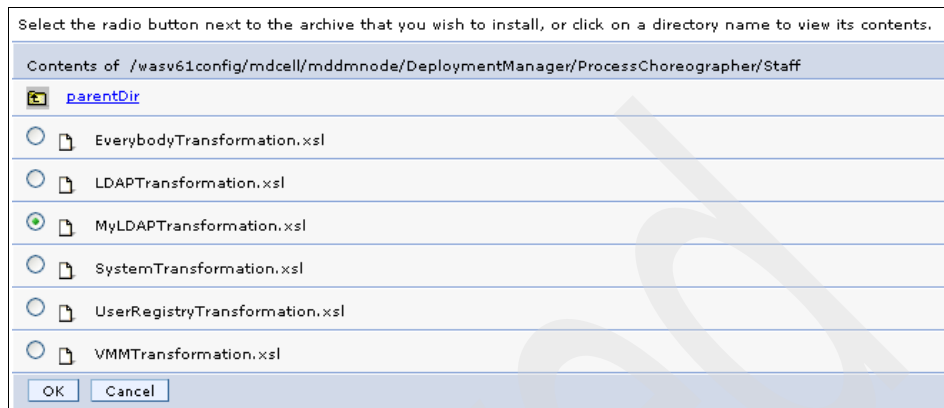 Select the radio button next to the archive that you wish to install, or click on a directory name to view its contents.
Contents of /wasv61config/mdcell/mddmnode/DeploymentManager/ProcessChoreographer/Staff
parentDir
EverybodyTransformation.xsl
LDAPTransformation.xsl
MyLDAPTransformation.xsl
SystemTransformation.xsl
UserRegistryTransformation.xsl
VMMTransformation.xsl
OK Cancel